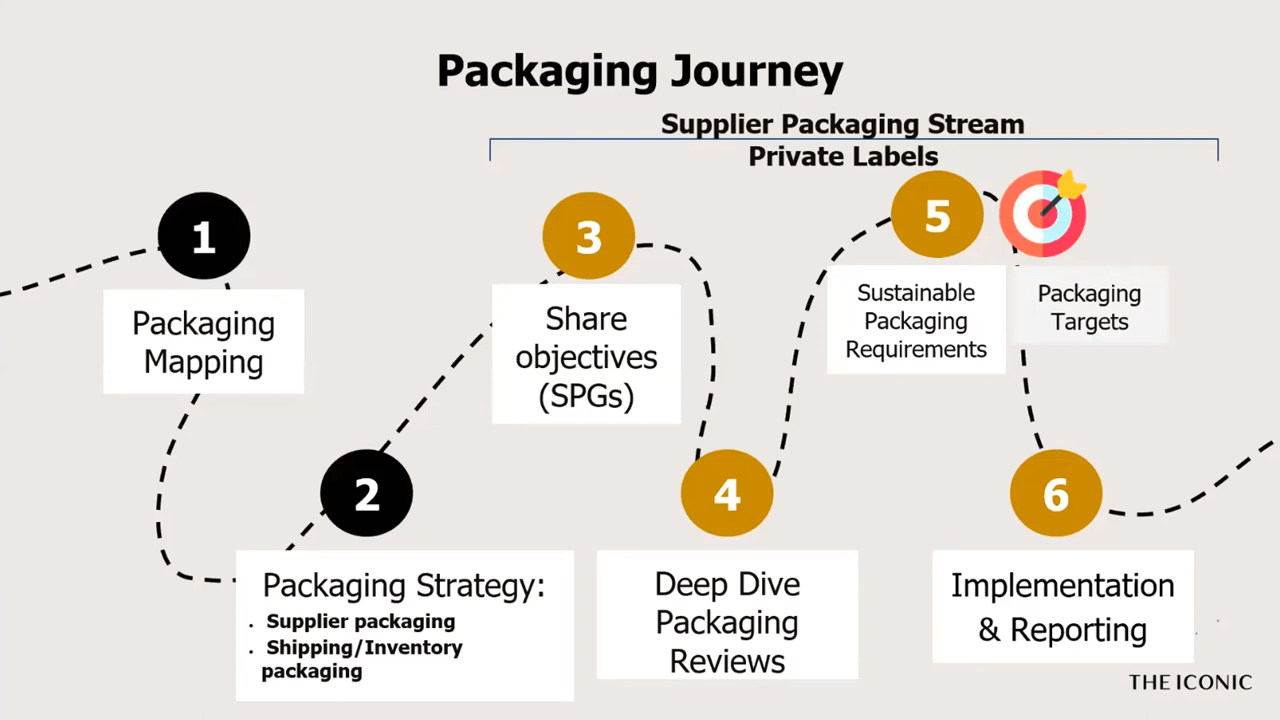 Packaging Journey
Supplier Packaging Stream
Private Labels
1
Packaging
Mapping
2
Packaging Strategy:
. Supplier packaging
. Shipping/Inventory
packaging
3
Share
objectives
(SPGs)
4
Deep Dive
Packaging
Reviews
5
Sustainable
Packaging
Requirements
Packaging
Targets
6
Implementation
& Reporting
THE ICONIC